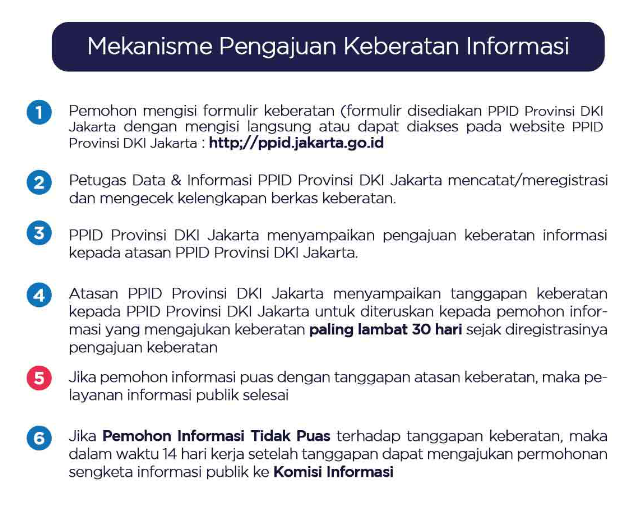 Mekanisme Pengajuan Keberatan Informasi
1 Pemohon mengisi formulir keberatan (formulir disediakan PPID Provinsi DKI
Jakarta dengan mengisi langsung atau dapat diakses pada website PPID
Provinsi DKI Jakarta : http;//ppid.jakarta.go.id
2 Petugas Data & Informasi PPID Provinsi DKI Jakarta mencatat/meregistrasi
dan mengecek kelengkapan berkas keberatan.
3 PPID Provinsi DKI Jakarta menyampaikan pengajuan keberatan informasi
kepada atasan PPID Provinsi DKI Jakarta.
4 Atasan PPID Provinsi DKI Jakarta menyampaikan tanggapan keberatan
kepada PPID Provinsi DKI Jakarta untuk diteruskan kepada pemohon infor-
masi yang mengajukan keberatan paling lambat 30 hari sejak diregistrasinya
pengajuan keberatan
5 Jika pemohon informasi puas dengan tanggapan atasan keberatan, maka pe-
layanan informasi publik selesai
6 Jika Pemohon Informasi Tidak Puas terhadap tanggapan keberatan, maka
dalam waktu 14 hari kerja setelah tanggapan dapat mengajukan permohonan
sengketa informasi publik ke Komisi Informasi